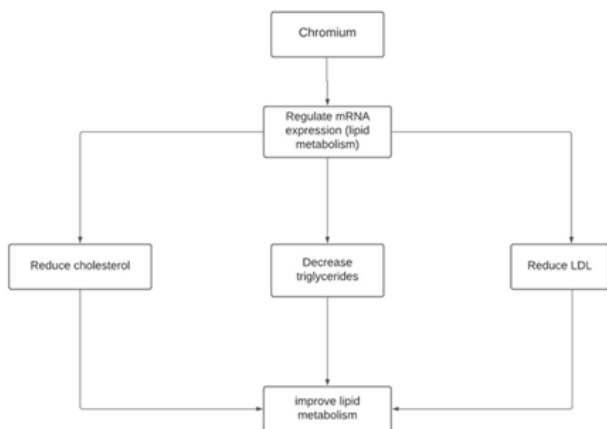 Chromium
Regulate mRNA
expression (lipid
metabolism)
Reduce cholesterol
Decrease
triglycerides
Reduce LDL
improve lipid
metabolism